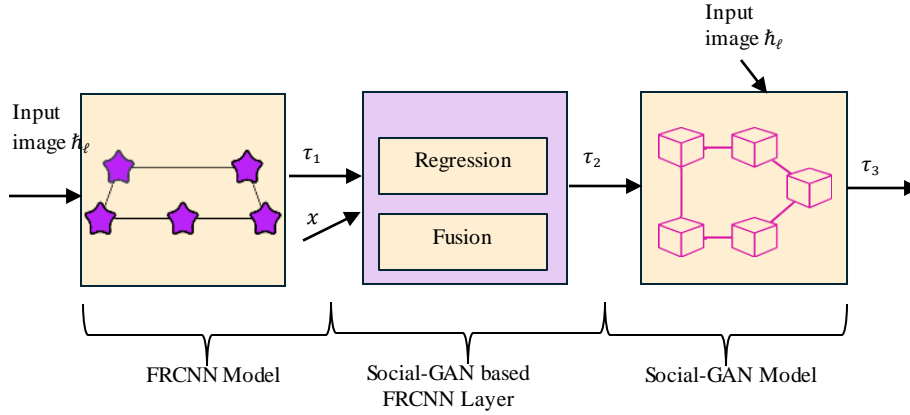 Input
image ℏℓ
Input
image ℏℓ
τ₁
x
Regression
Fusion
τ₂
τ₃
FRCNN Model
Social-GAN based
FRCNN Layer
Social-GAN Model